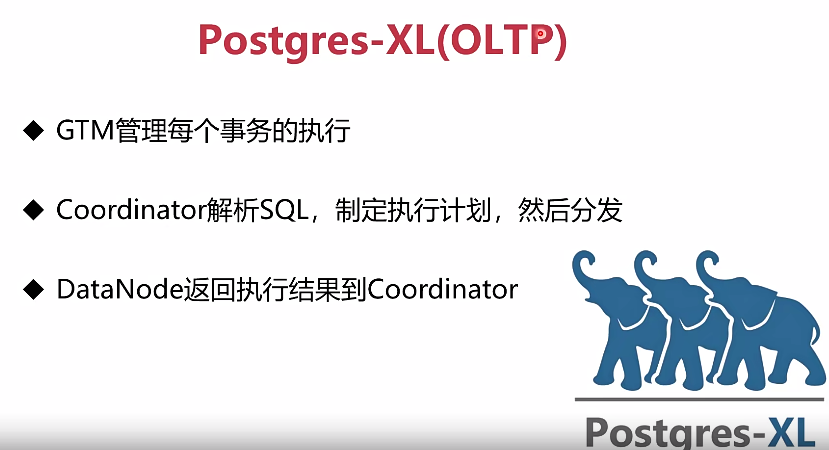 Postgres-XL(OLTP)
GTM管理每个事务的执行
Coordinator解析SQL，制定执行计划，然后分发
DataNode返回执行结果到Coordinator
Postgres-XL